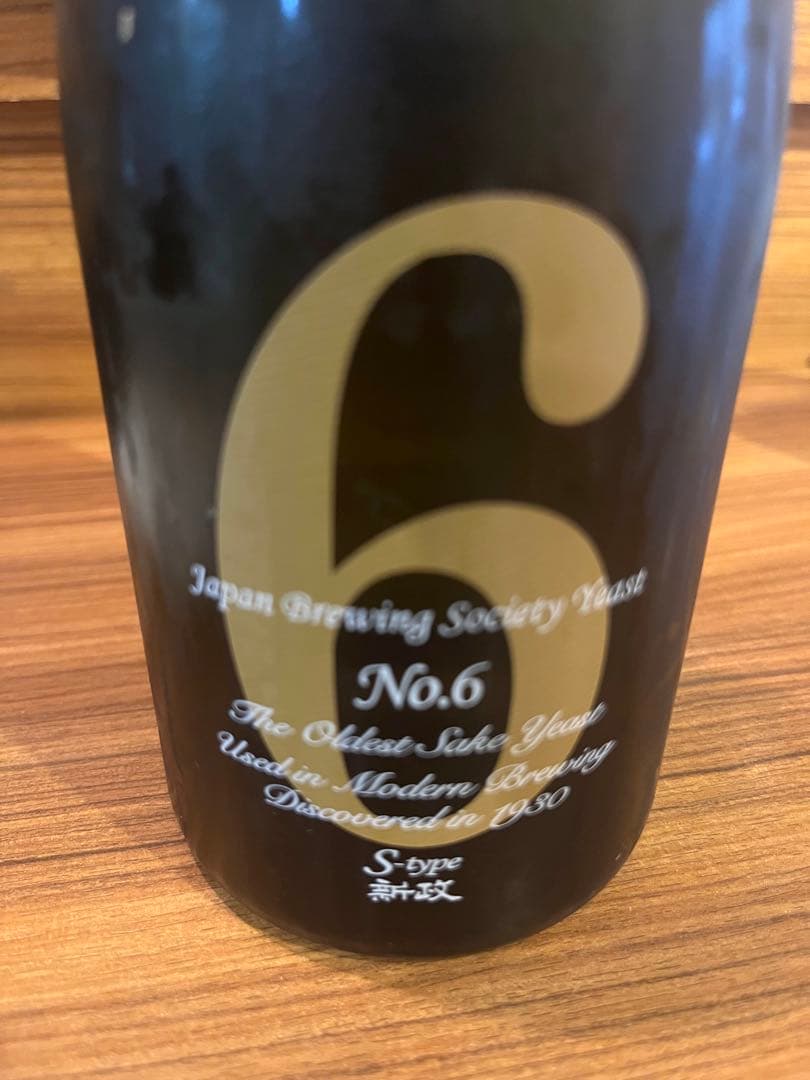 6
Japan Brewing Society Yeast
No.6
The Oldest Sake Yeast
Used in Modern Brewing
Discovered in 1930
S-type
新政